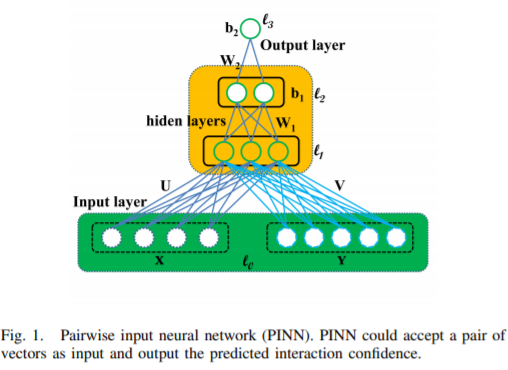 b2 ℓ3
Output layer
W2
b1 ℓ2
hiden layers W1
ℓ1
U V
Input layer
X ℓ0 Y
Fig. 1. Pairwise input neural network (PINN). PINN could accept a pair of
vectors as input and output the predicted interaction confidence.